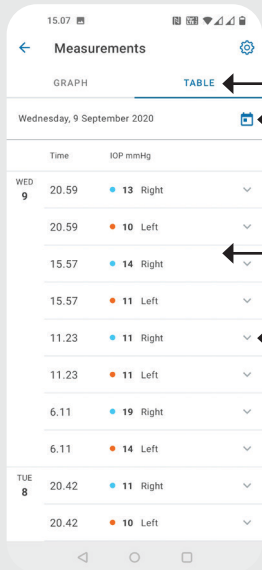 15.07
Measurements
GRAPH TABLE
Wednesday, 9 September 2020
Time IOP mmHg
WED
9 20.59 13 Right
20.59 10 Left
15.57 14 Right
15.57 11 Left
11.23 11 Right
11.23 11 Left
6.11 19 Right
6.11 14 Left
TUE
8 20.42 11 Right
20.42 10 Left